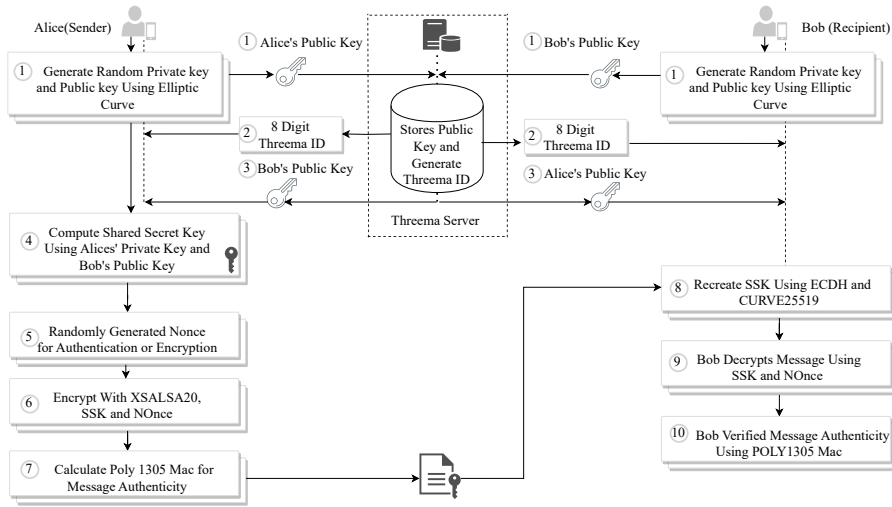 Alice(Sender)
Bob (Recipient)
1 Alice's Public Key
1 Bob's Public Key
1 Generate Random Private key
and Public key Using Elliptic
Curve
1 Generate Random Private key
and Public key Using Elliptic
Curve
Stores Public
Key and
Generate
Threema ID
2 8 Digit
Threema ID
2 8 Digit
Threema ID
3 Bob's Public Key
3 Alice's Public Key
Threema Server
4 Compute Shared Secret Key
Using Alices' Private Key and
Bob's Public Key
5 Randomly Generated Nonce
for Authentication or Encryption
6 Encrypt With XSALSA20,
SSK and NOnce
7 Calculate Poly 1305 Mac for
Message Authenticity
8 Recreate SSK Using ECDH and
CURVE25519
9 Bob Decrypts Message Using
SSK and NOnce
10 Bob Verified Message Authenticity
Using POLY1305 Mac